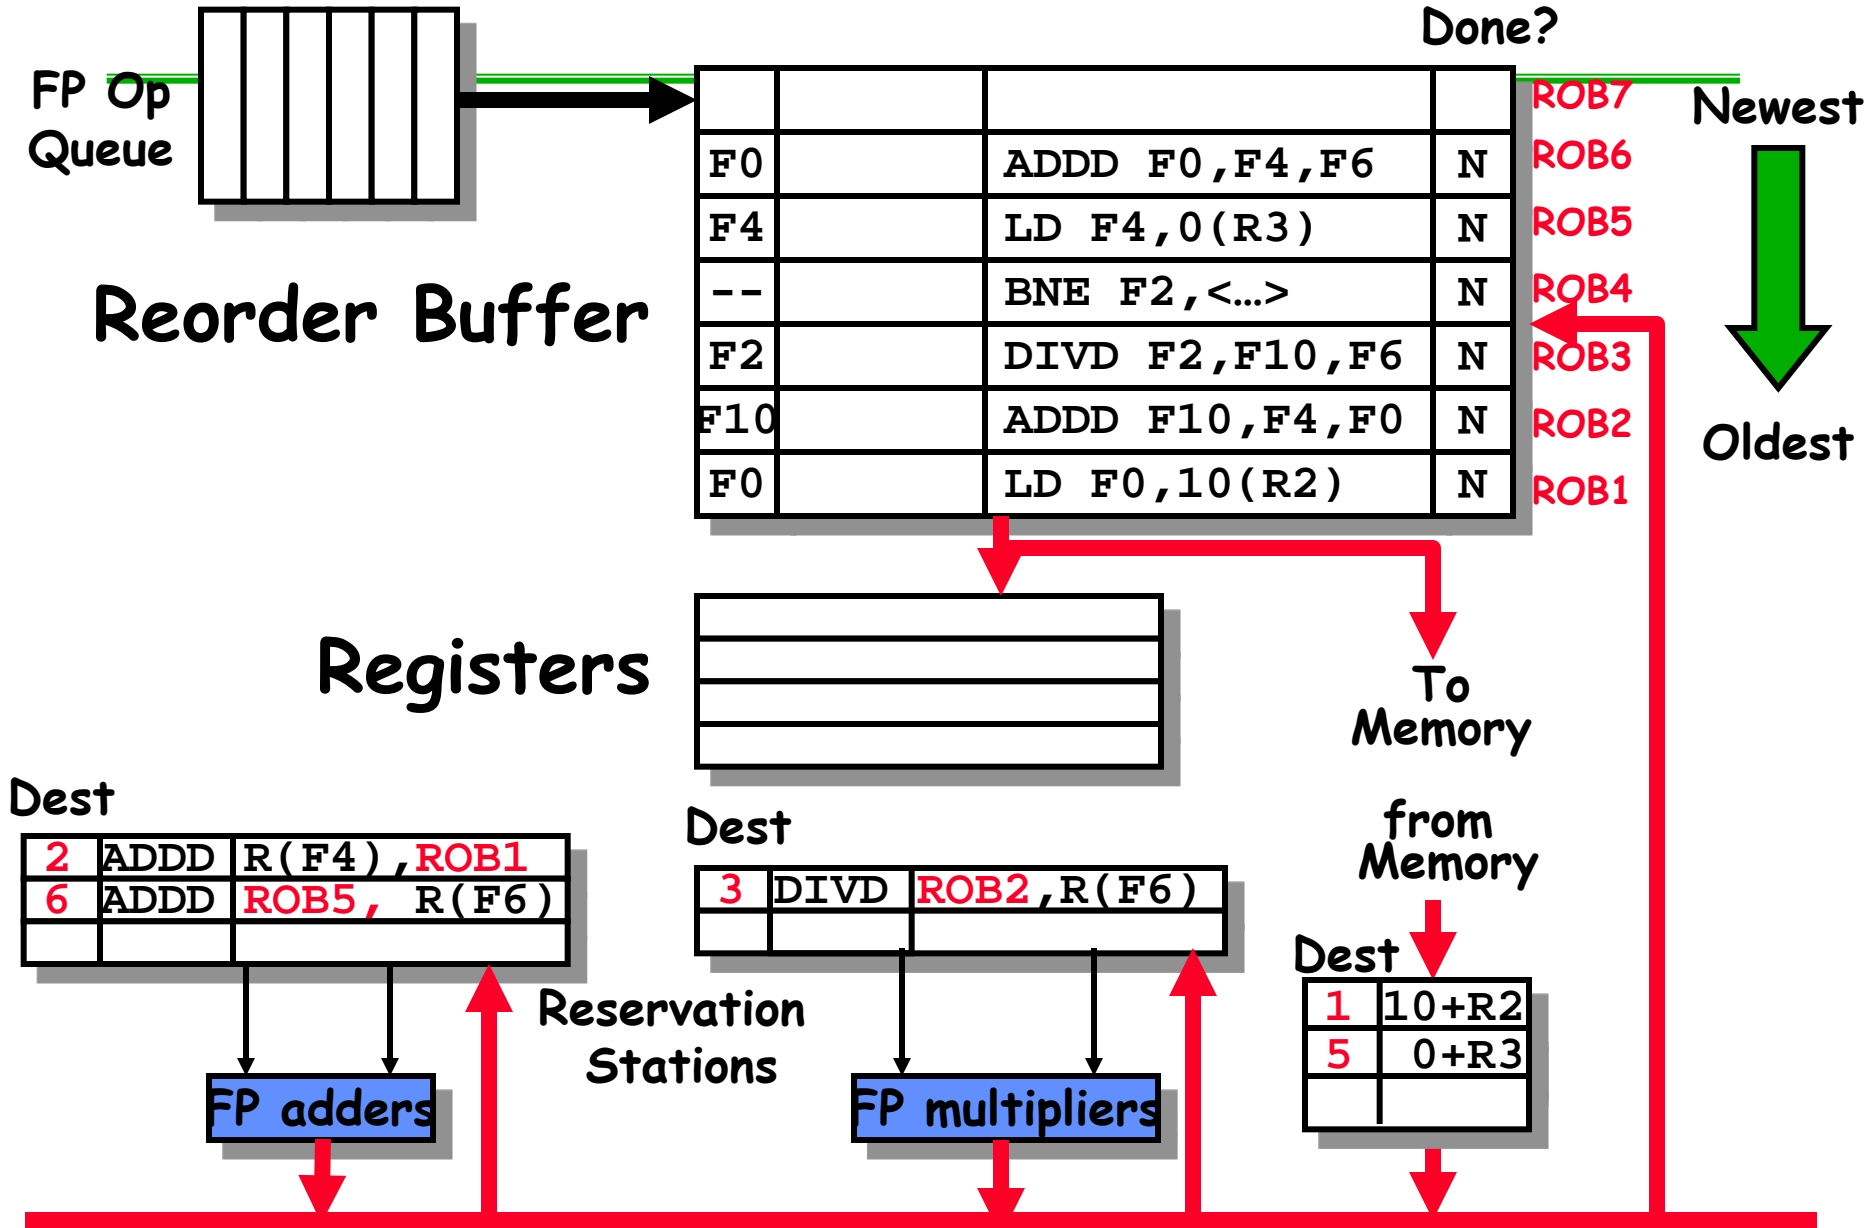 Done?
FP Op
Queue
ROB7
Newest
F0 ADDD F0,F4,F6 N ROB6
F4 LD F4,0(R3) N ROB5
-- BNE F2,<…> N ROB4
F2 DIVD F2,F10,F6 N ROB3
F10 ADDD F10,F4,F0 N ROB2
F0 LD F0,10(R2) N ROB1
Oldest
Reorder Buffer
Registers
To
Memory
from
Memory
Dest
2 ADDD R(F4),ROB1
6 ADDD ROB5, R(F6)
Dest
3 DIVD ROB2,R(F6)
Dest
1 10+R2
5 0+R3
Reservation
Stations
FP adders
FP multipliers